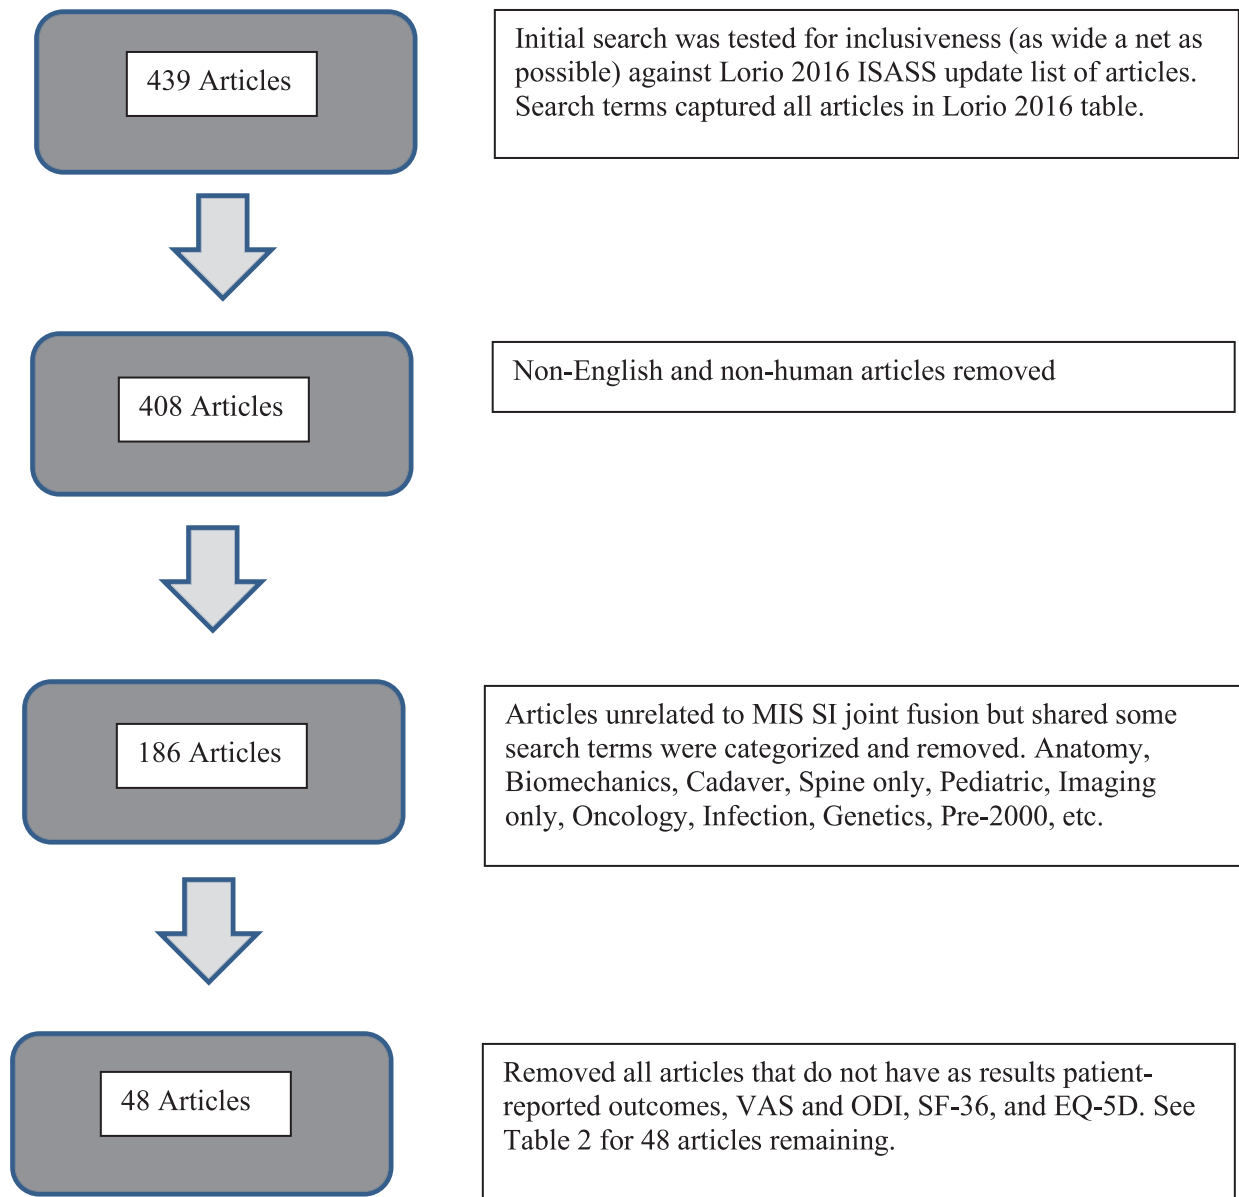 439 Articles
Initial search was tested for inclusiveness (as wide a net as
possible) against Lorio 2016 ISASS update list of articles.
Search terms captured all articles in Lorio 2016 table.
408 Articles
Non-English and non-human articles removed
186 Articles
Articles unrelated to MIS SI joint fusion but shared some
search terms were categorized and removed. Anatomy,
Biomechanics, Cadaver, Spine only, Pediatric, Imaging
only, Oncology, Infection, Genetics, Pre-2000, etc.
48 Articles
Removed all articles that do not have as results patient-
reported outcomes, VAS and ODI, SF-36, and EQ-5D. See
Table 2 for 48 articles remaining.